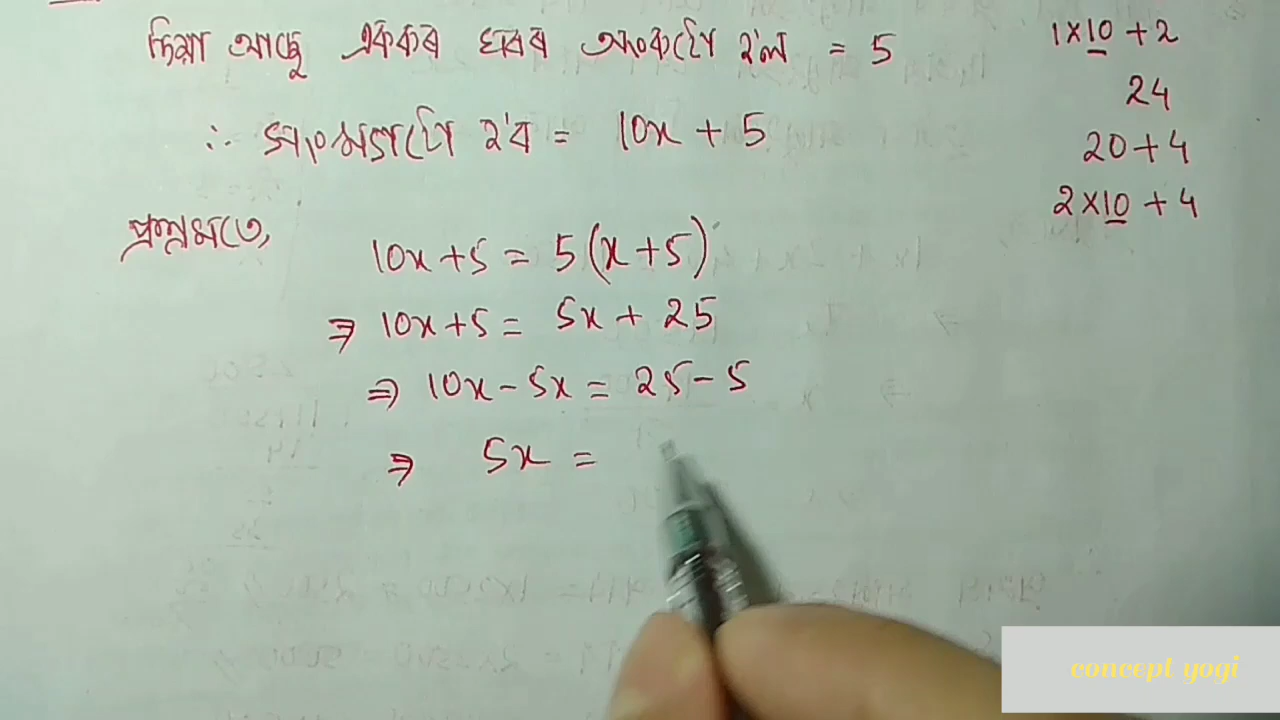 দিয়া আছে এককৰ ঘৰৰ অংকটো হ'ল = 5
∴ সংখ্যাটো হ'ব = 10x + 5
প্ৰশ্নমতে,
10x + 5 = 5(x + 5)
⇒ 10x + 5 = 5x + 25
⇒ 10x - 5x = 25 - 5
⇒ 5x =
1 × 10 + 2
24
20 + 4
2 × 10 + 4
concept yogi